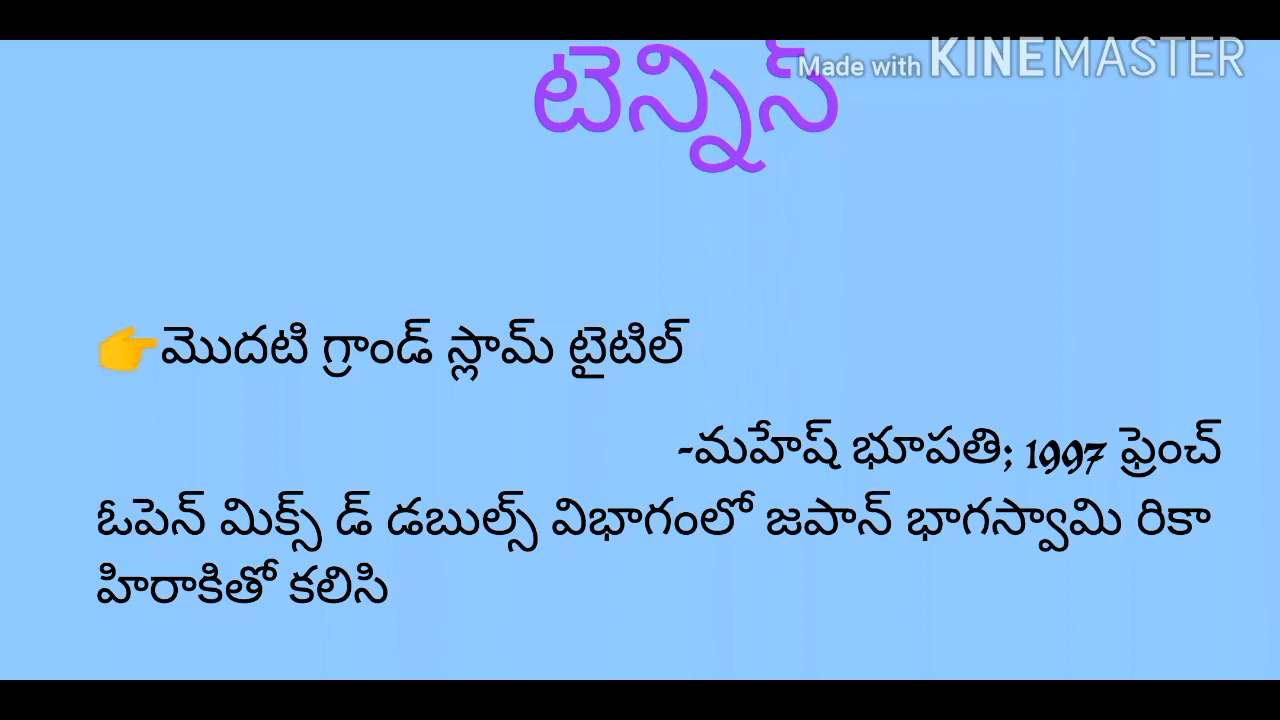 Made with KINEMASTER
టెన్నిస్
👉మొదటి గ్రాండ్ స్లామ్ టైటిల్
-మహేష్ భూపతి; 1997 ఫ్రెంచ్
ఓపెన్ మిక్స్ డ్ డబుల్స్ విభాగంలో జపాన్ భాగస్వామి రికా
హిరాకితో కలిసి